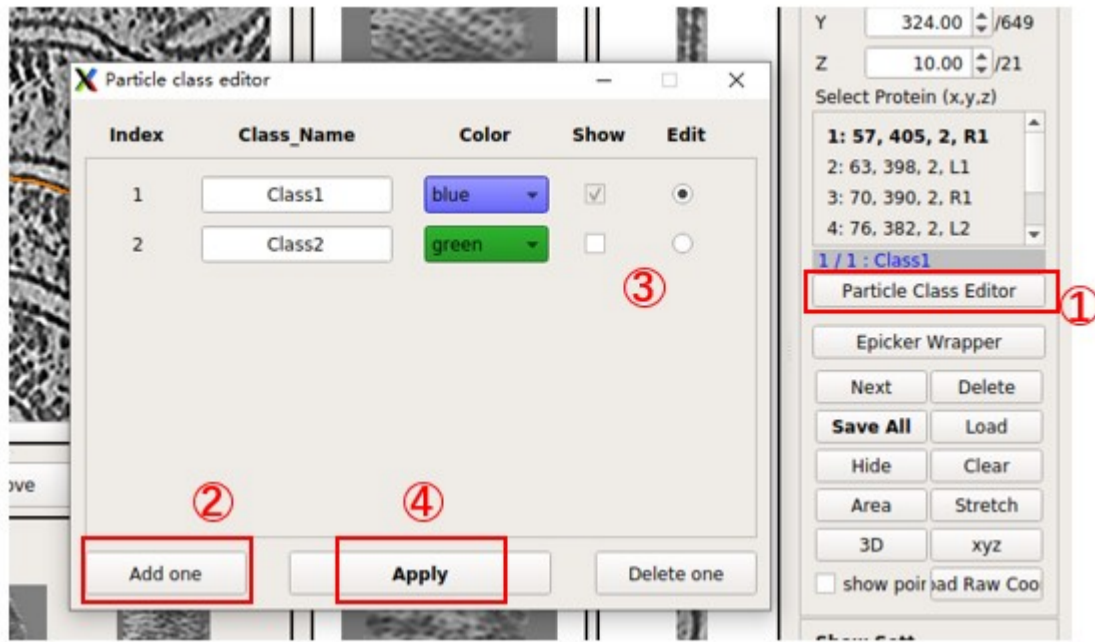 Particle class editor
Index Class_Name Color Show Edit
1 Class1 blue
2 Class2 green
③
② ④
Add one Apply Delete one
Y 324.00 /649
Z 10.00 /21
Select Protein (x,y,z)
1: 57, 405, 2, R1
2: 63, 398, 2, L1
3: 70, 390, 2, R1
4: 76, 382, 2, L2
1 / 1 : Class1
Particle Class Editor
①
Epicker Wrapper
Next Delete
Save All Load
Hide Clear
Area Stretch
3D xyz
show poir oad Raw Coo